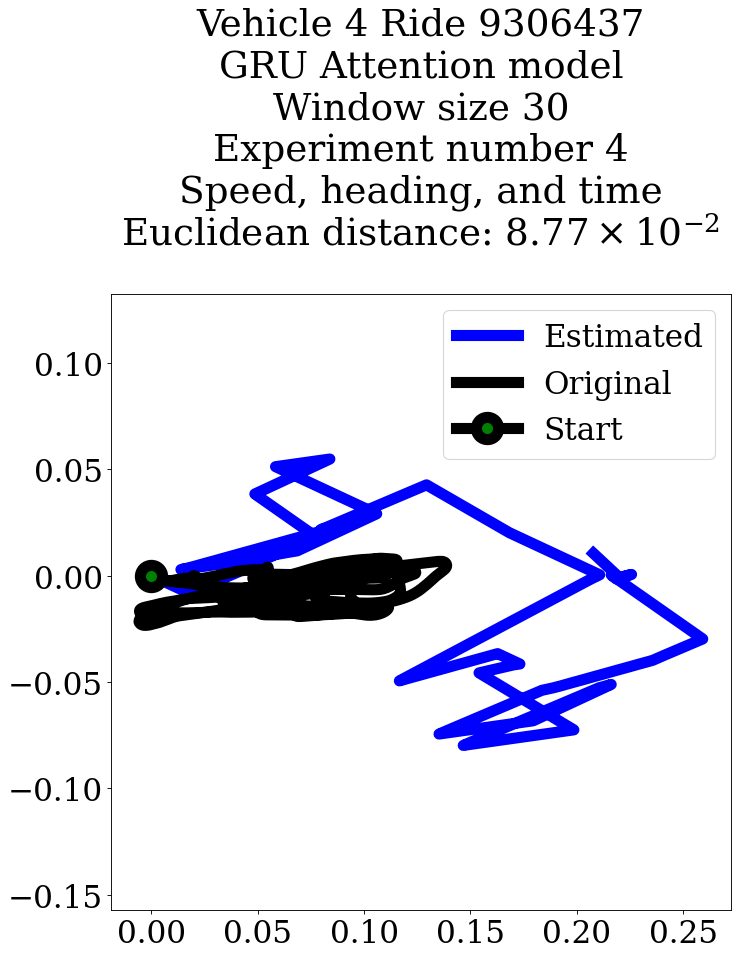 Vehicle 4 Ride 9306437
GRU Attention model
Window size 30
Experiment number 4
Speed, heading, and time
Euclidean distance: 8.77 × 10⁻²
Estimated
Original
Start
0.10
0.05
0.00
−0.05
−0.10
−0.15
0.00 0.05 0.10 0.15 0.20 0.25